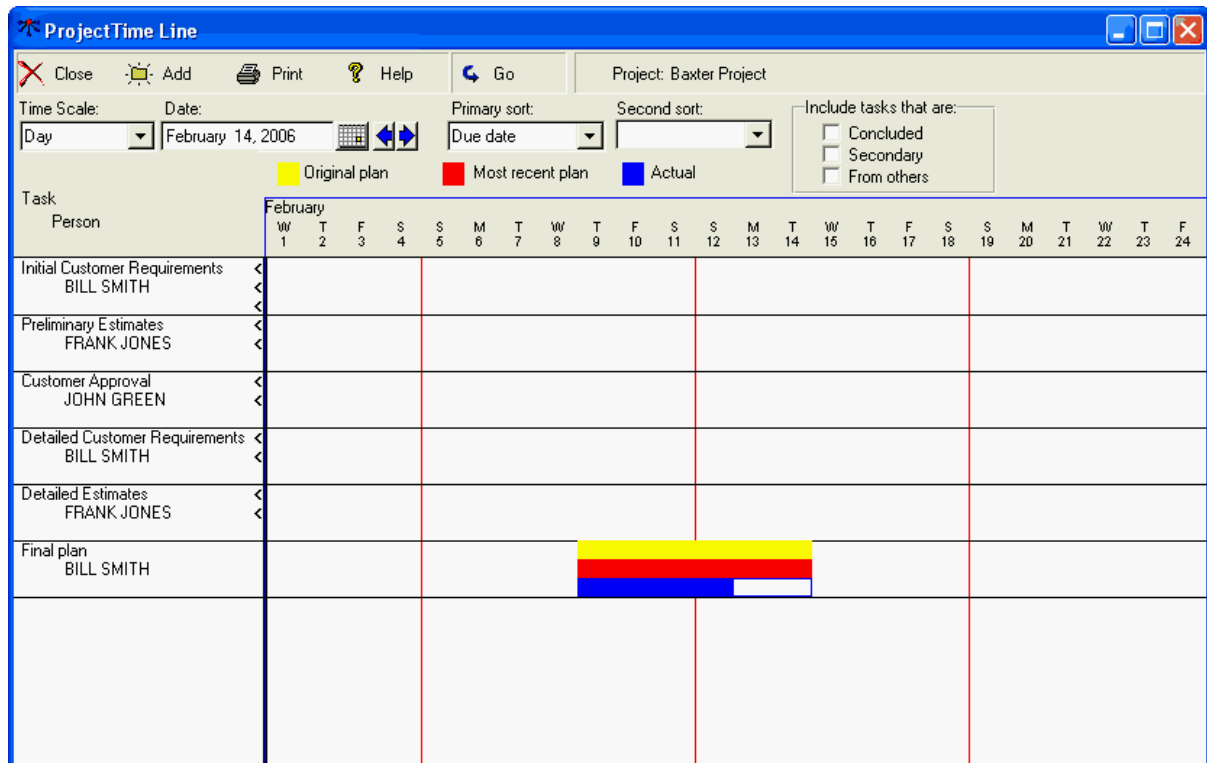 ProjectTime Line
Close Add Print Help Go Project: Baxter Project
Time Scale: Date: Primary sort: Second sort: Include tasks that are:
Day February 14, 2006 Due date Concluded
Secondary
Original plan Most recent plan Actual From others
Task
Person
February
W T F S S M T W T F S S M T W T F S S M T W T F
1 2 3 4 5 6 7 8 9 10 11 12 13 14 15 16 17 18 19 20 21 22 23 24
Initial Customer Requirements <
BILL SMITH <
<
Preliminary Estimates <
FRANK JONES <
Customer Approval <
JOHN GREEN <
Detailed Customer Requirements <
BILL SMITH <
Detailed Estimates <
FRANK JONES <
Final plan
BILL SMITH